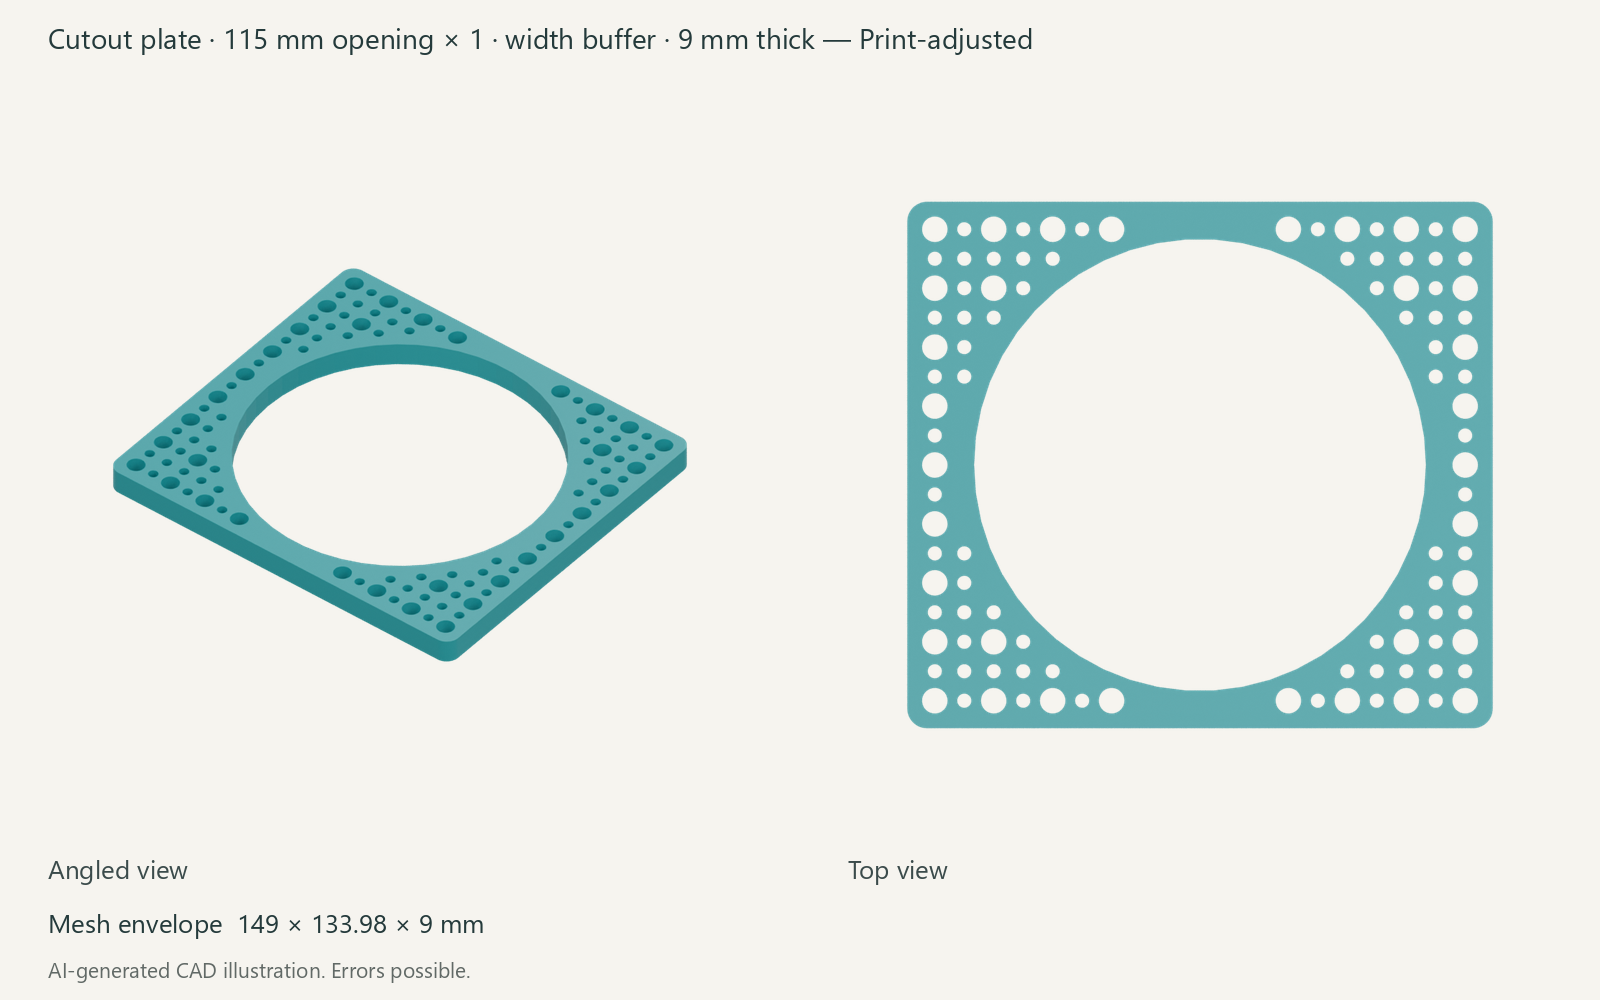 Cutout plate · 115 mm opening × 1 · width buffer · 9 mm thick — Print-adjusted
Angled view
Top view
Mesh envelope 149 × 133.98 × 9 mm
AI-generated CAD illustration. Errors possible.